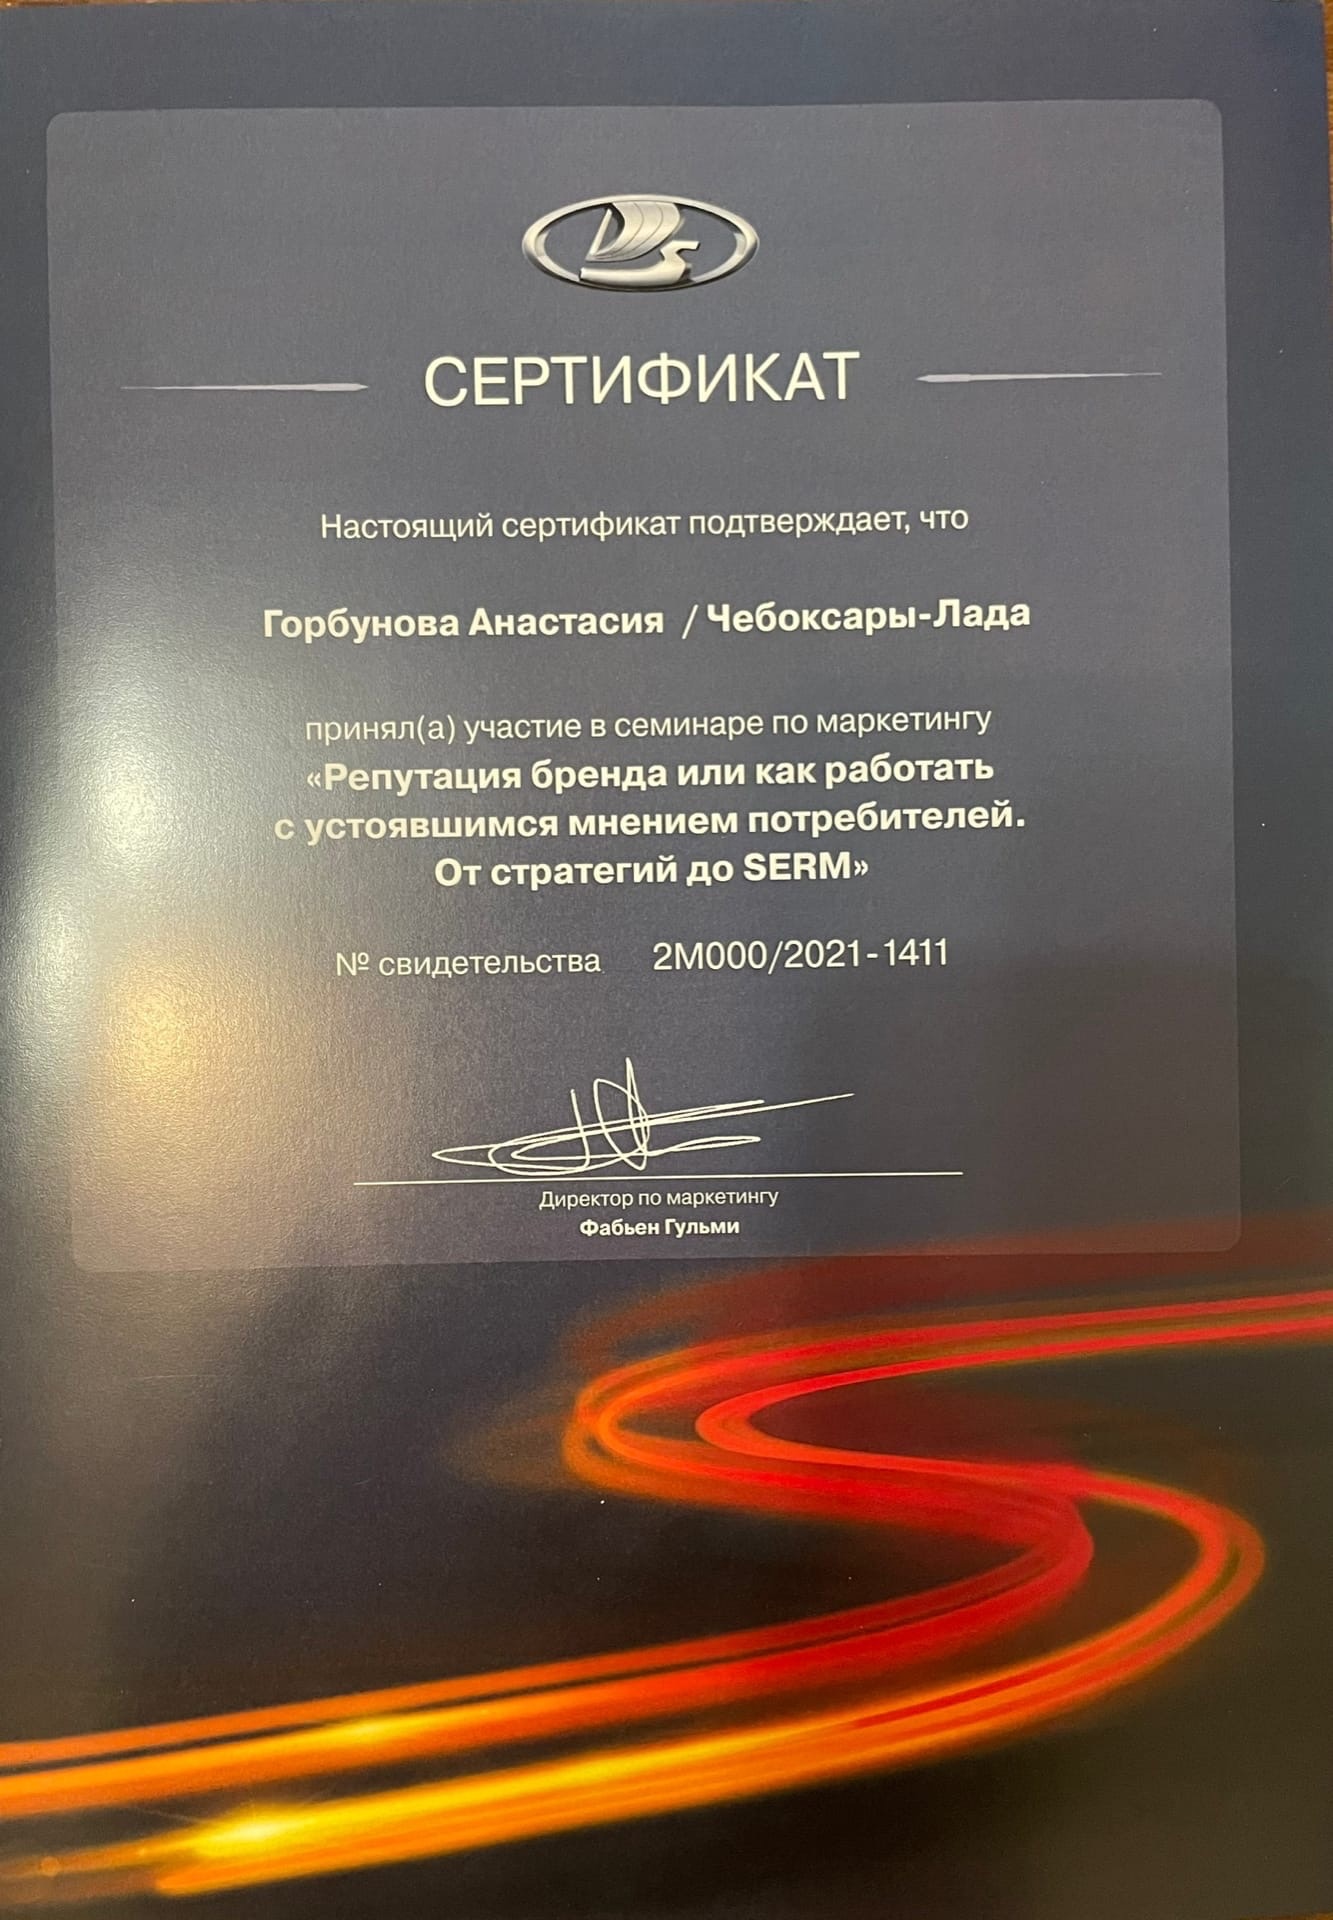 СЕРТИФИКАТ
Настоящий сертификат подтверждает, что
Горбунова Анастасия / Чебоксары-Лада
принял(а) участие в семинаре по маркетингу
«Репутация бренда или как работать
с устоявшимся мнением потребителей.
От стратегий до SERM»
№ свидетельства 2М000/2021-1411
Директор по маркетингу
Фабьен Гульми